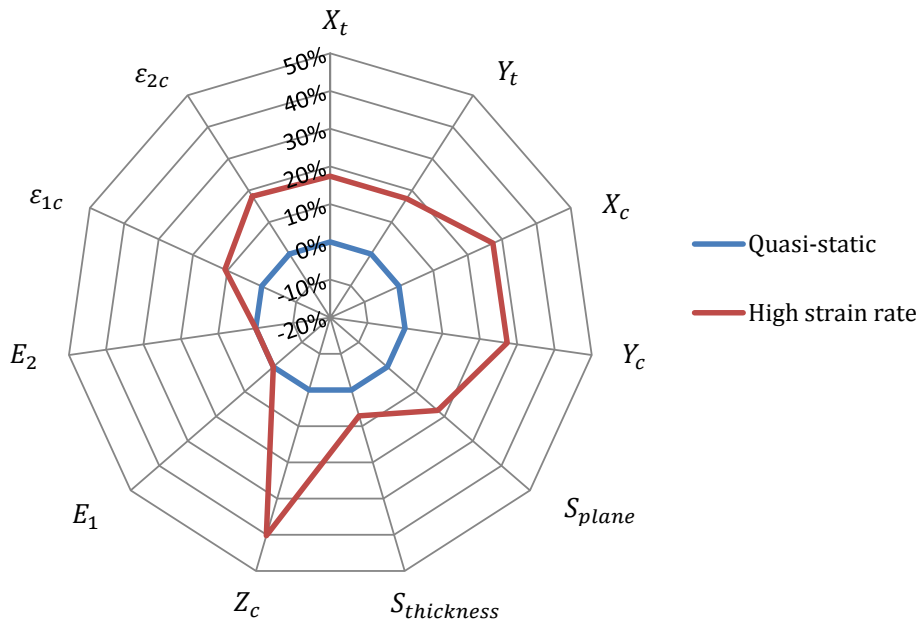 X_t
50%
40%
30%
20%
10%
0%
-10%
-20%
Y_t
X_c
Y_c
S_plane
S_thickness
Z_c
E_1
E_2
ε_1c
ε_2c
Quasi-static
High strain rate